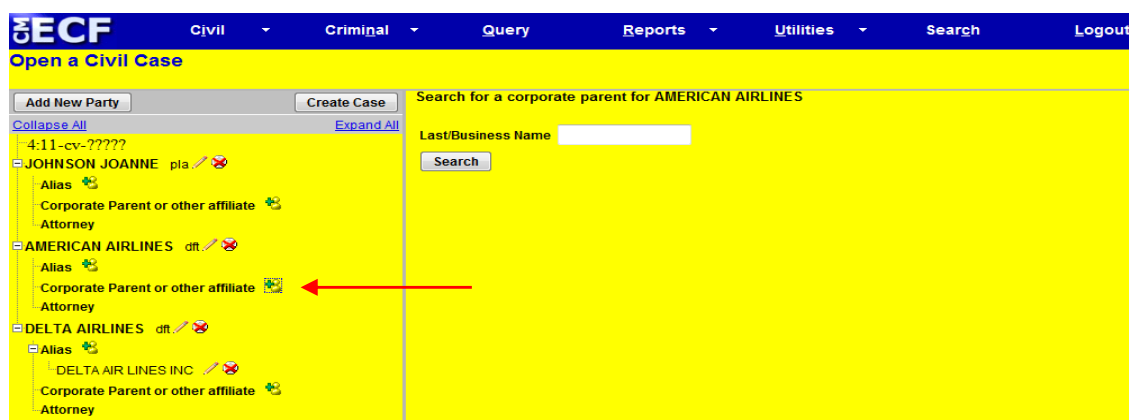 CM ECF Civil Criminal Query Reports Utilities Search Logout
Open a Civil Case
Add New Party Create Case
Collapse All Expand All
4:11-cv-?????
JOHNSON JOANNE pla
Alias
Corporate Parent or other affiliate
Attorney
AMERICAN AIRLINES dft
Alias
Corporate Parent or other affiliate
Attorney
DELTA AIRLINES dft
Alias
DELTA AIR LINES INC
Corporate Parent or other affiliate
Attorney
Search for a corporate parent for AMERICAN AIRLINES
Last/Business Name
Search